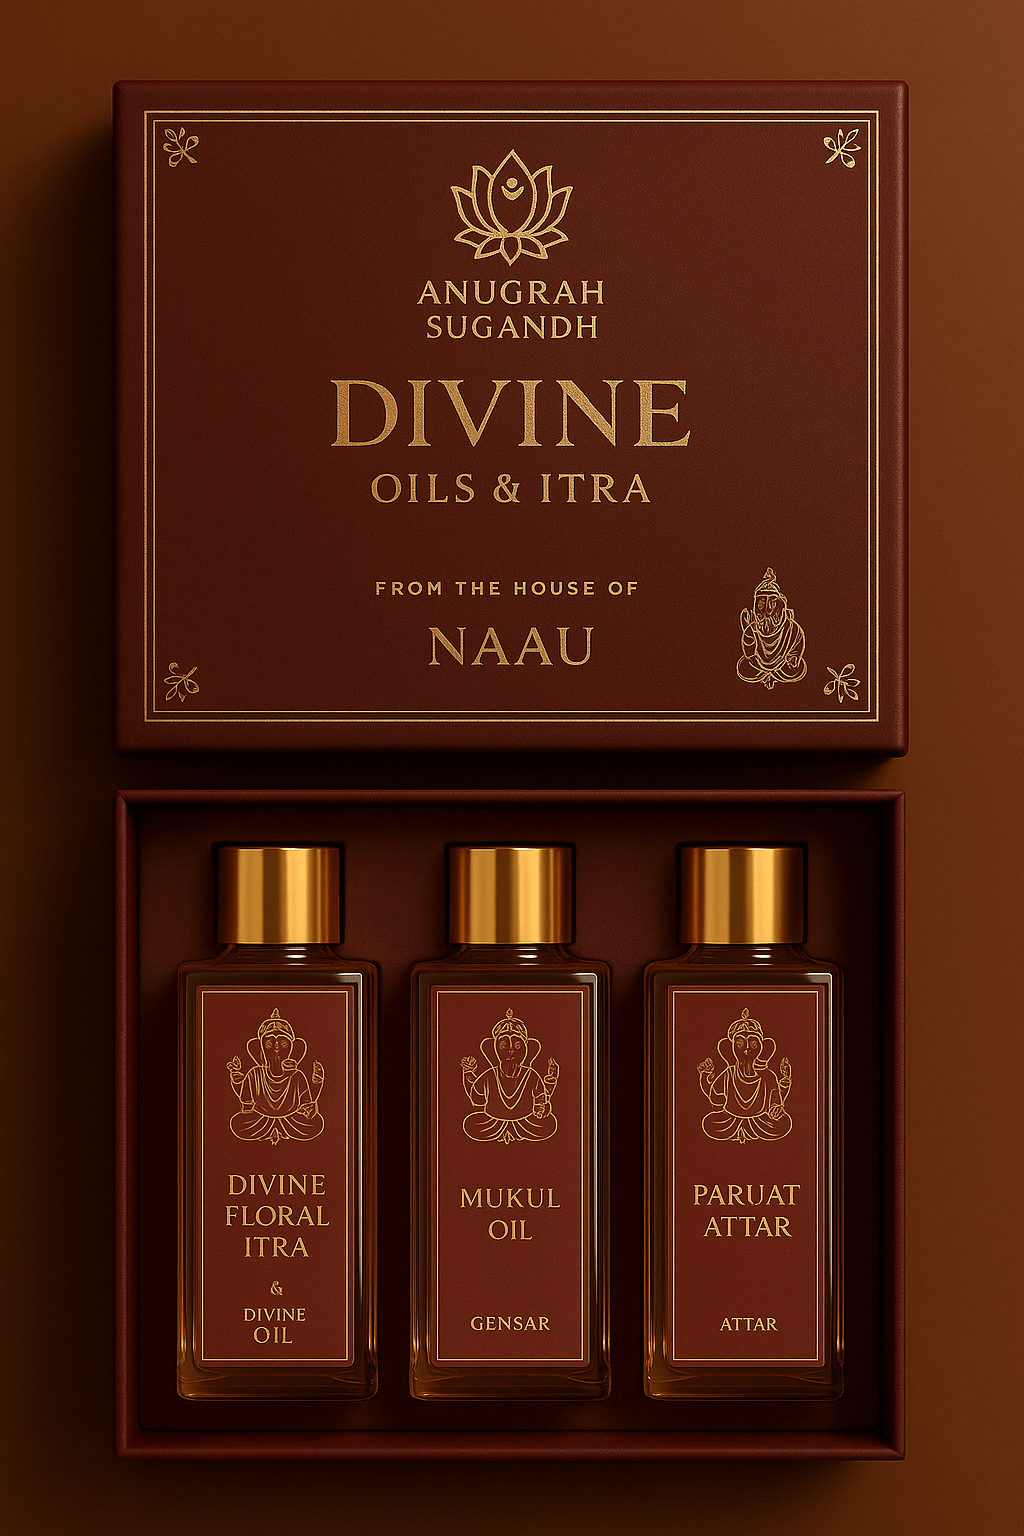 ANUGRAH
SUGANDH
DIVINE
OILS & ITRA
FROM THE HOUSE OF
NAAU
DIVINE
FLORAL
ITRA
&
DIVINE
OIL
MUKUL
OIL
GENSAR
PARUAT
ATTAR
ATTAR